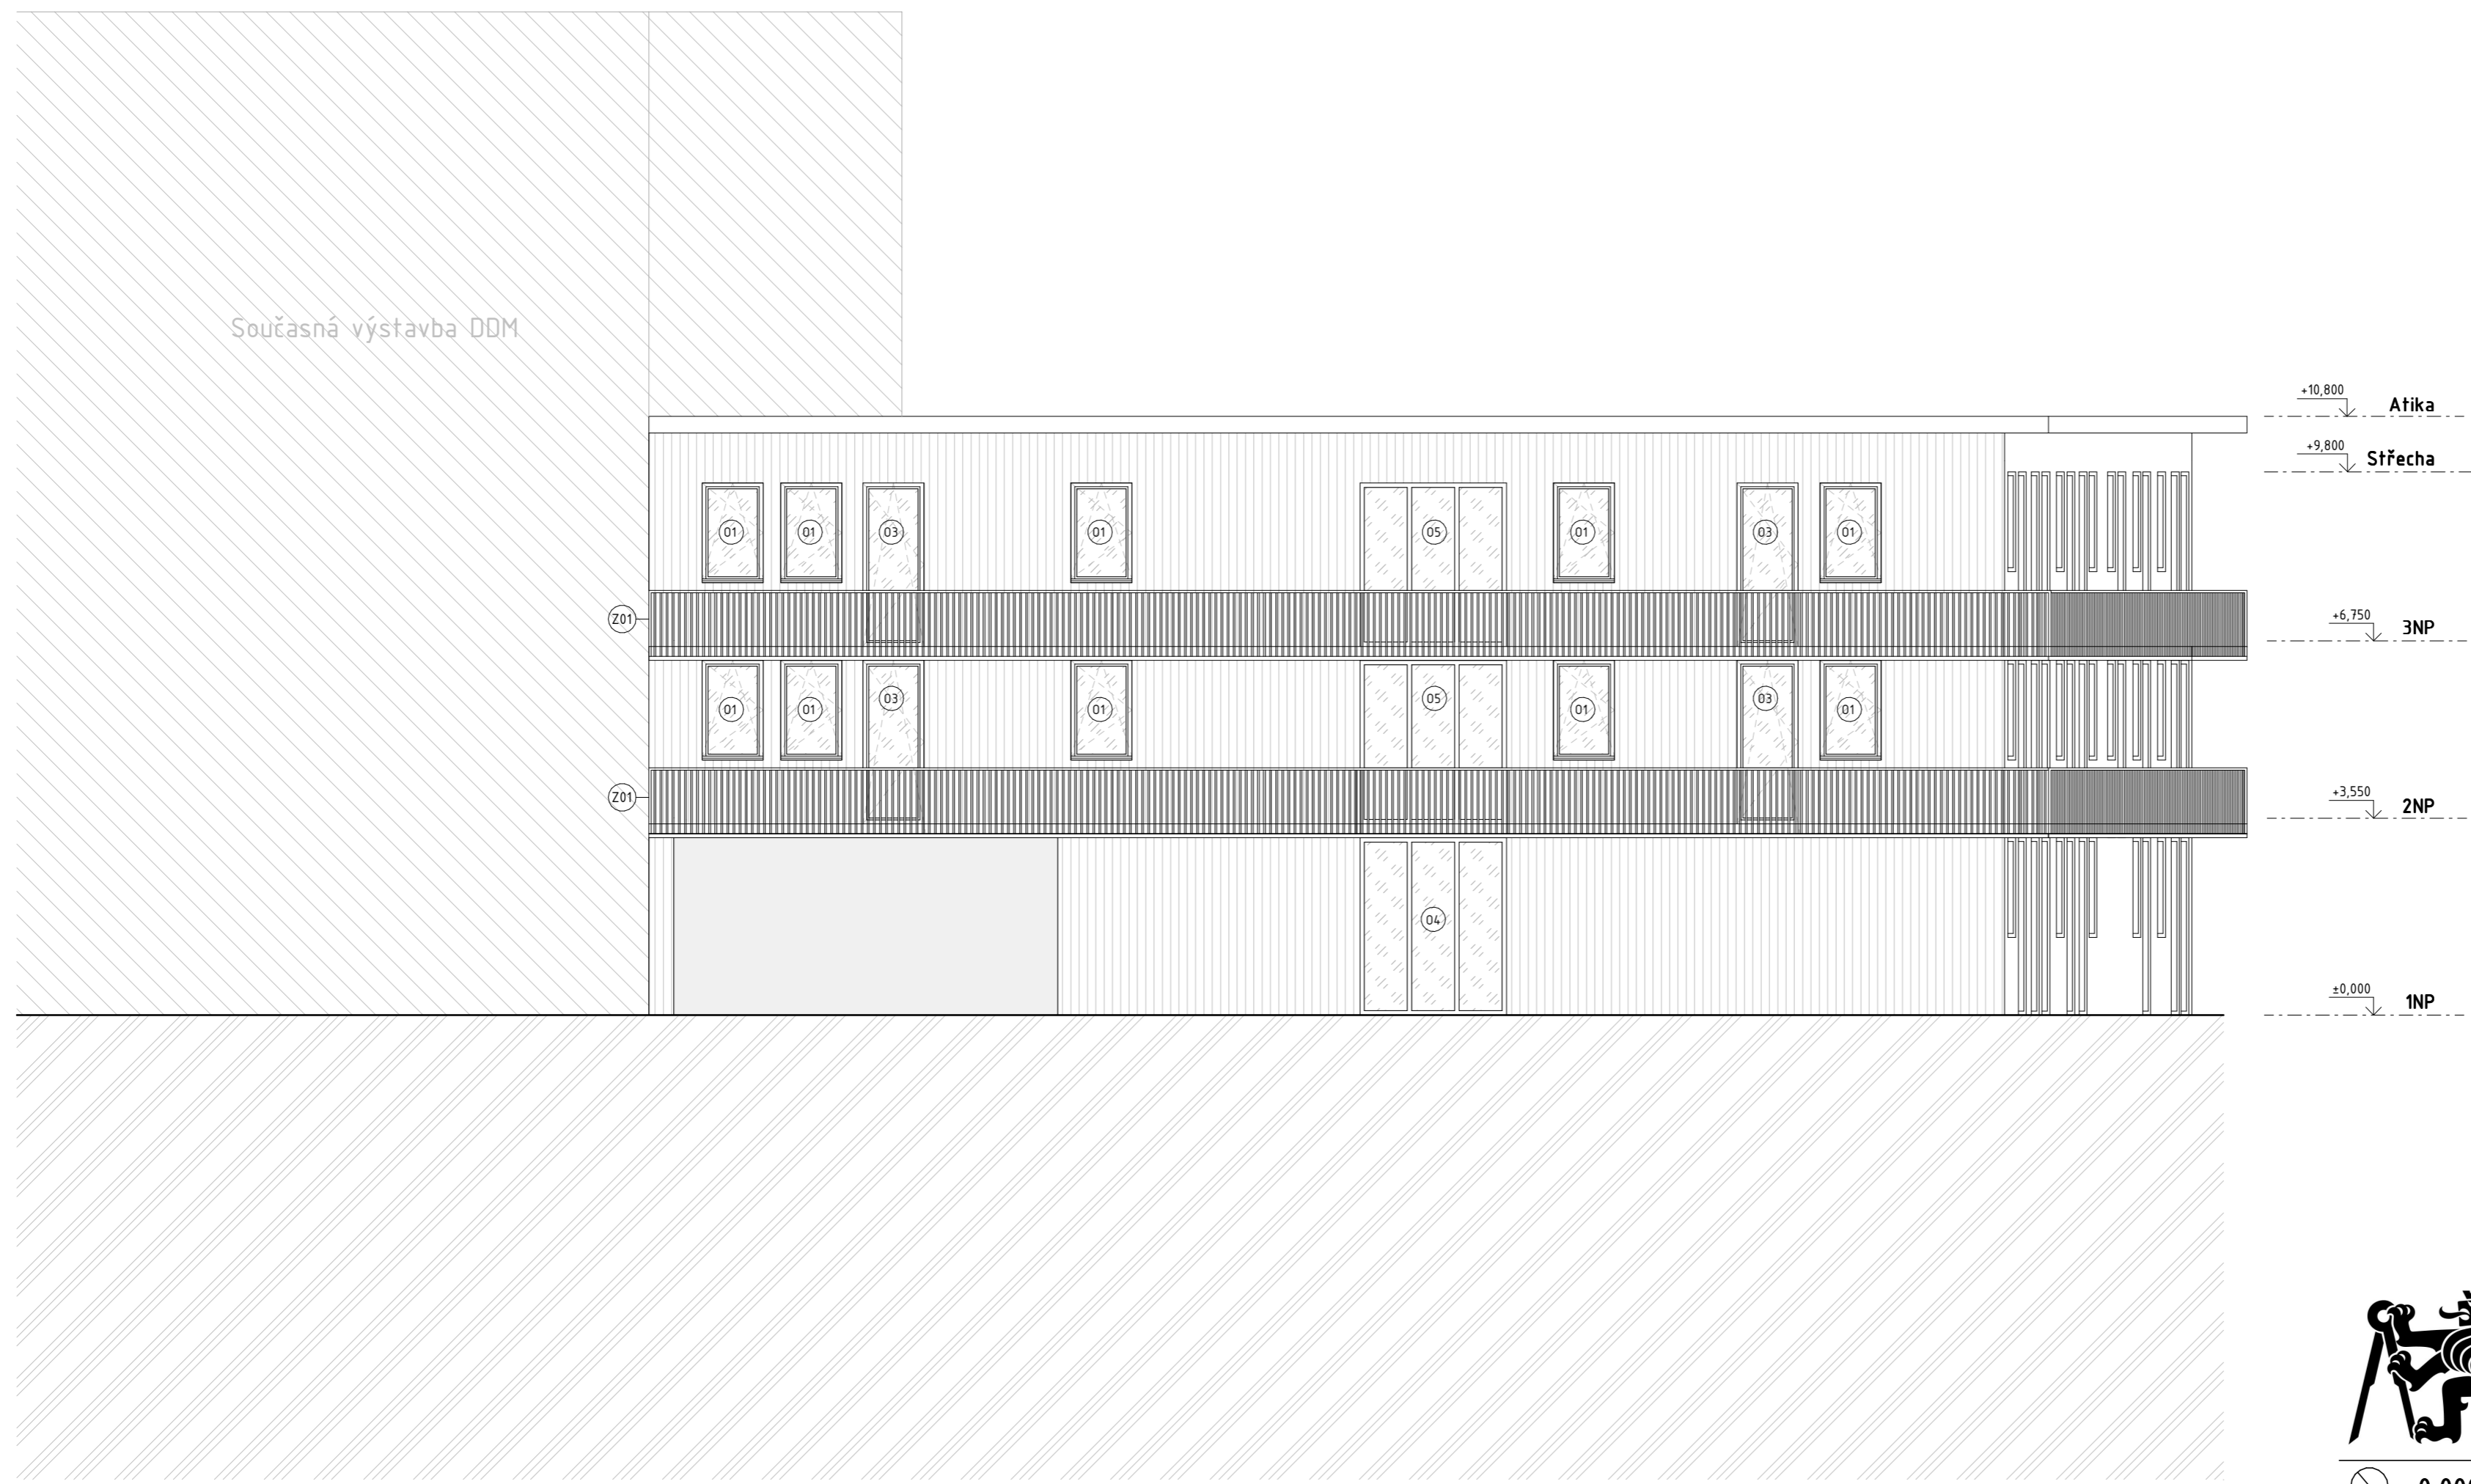 Současná výstavba DDM
+10,800
Atika
+9,800
Střecha
01 01 03 01 05 01 03 01
Z01
+6,750
3NP
01 01 03 01 05 01 03 01
Z01
+3,550
2NP
04
±0,000
1NP